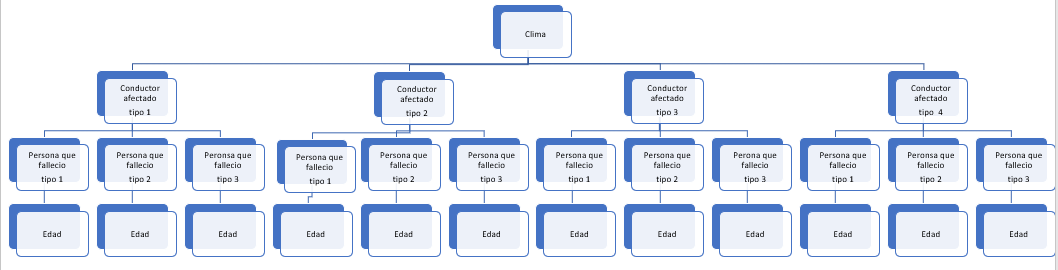 Clima
Conductor
afectado
tipo 1
Conductor
afectado
tipo 2
Conductor
afectado
tipo 3
Conductor
afectado
tipo 4
Persona que
fallecio
tipo 1
Persona que
fallecio
tipo 2
Peronsa que
fallecio
tipo 3
Persona que
fallecio
tipo 1
Persona que
fallecio
tipo 2
Persona que
fallecio
tipo 3
Persona que
fallecio
tipo 1
Persona que
fallecio
tipo 2
Persona que
fallecio
tipo 3
Persona que
fallecio
tipo 1
Persona que
fallecio
tipo 2
Perona que
fallecio
tipo 3
Edad
Edad
Edad
Edad
Edad
Edad
Edad
Edad
Edad
Edad
Edad
Edad